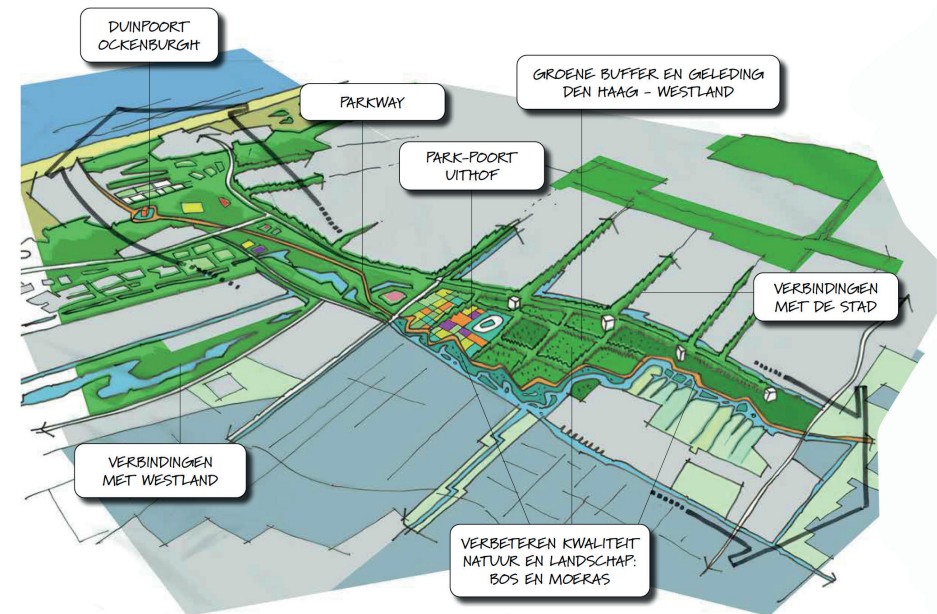 DUINPOORT
OCKENBURGH
PARKWAY
GROENE BUFFER EN GELEDING
DEN HAAG - WESTLAND
PARK-POORT
UITHOF
VERBINDINGEN
MET DE STAD
VERBINDINGEN
MET WESTLAND
VERBETEREN KWALITEIT
NATUUR EN LANDSCHAP:
BOS EN MOERAS